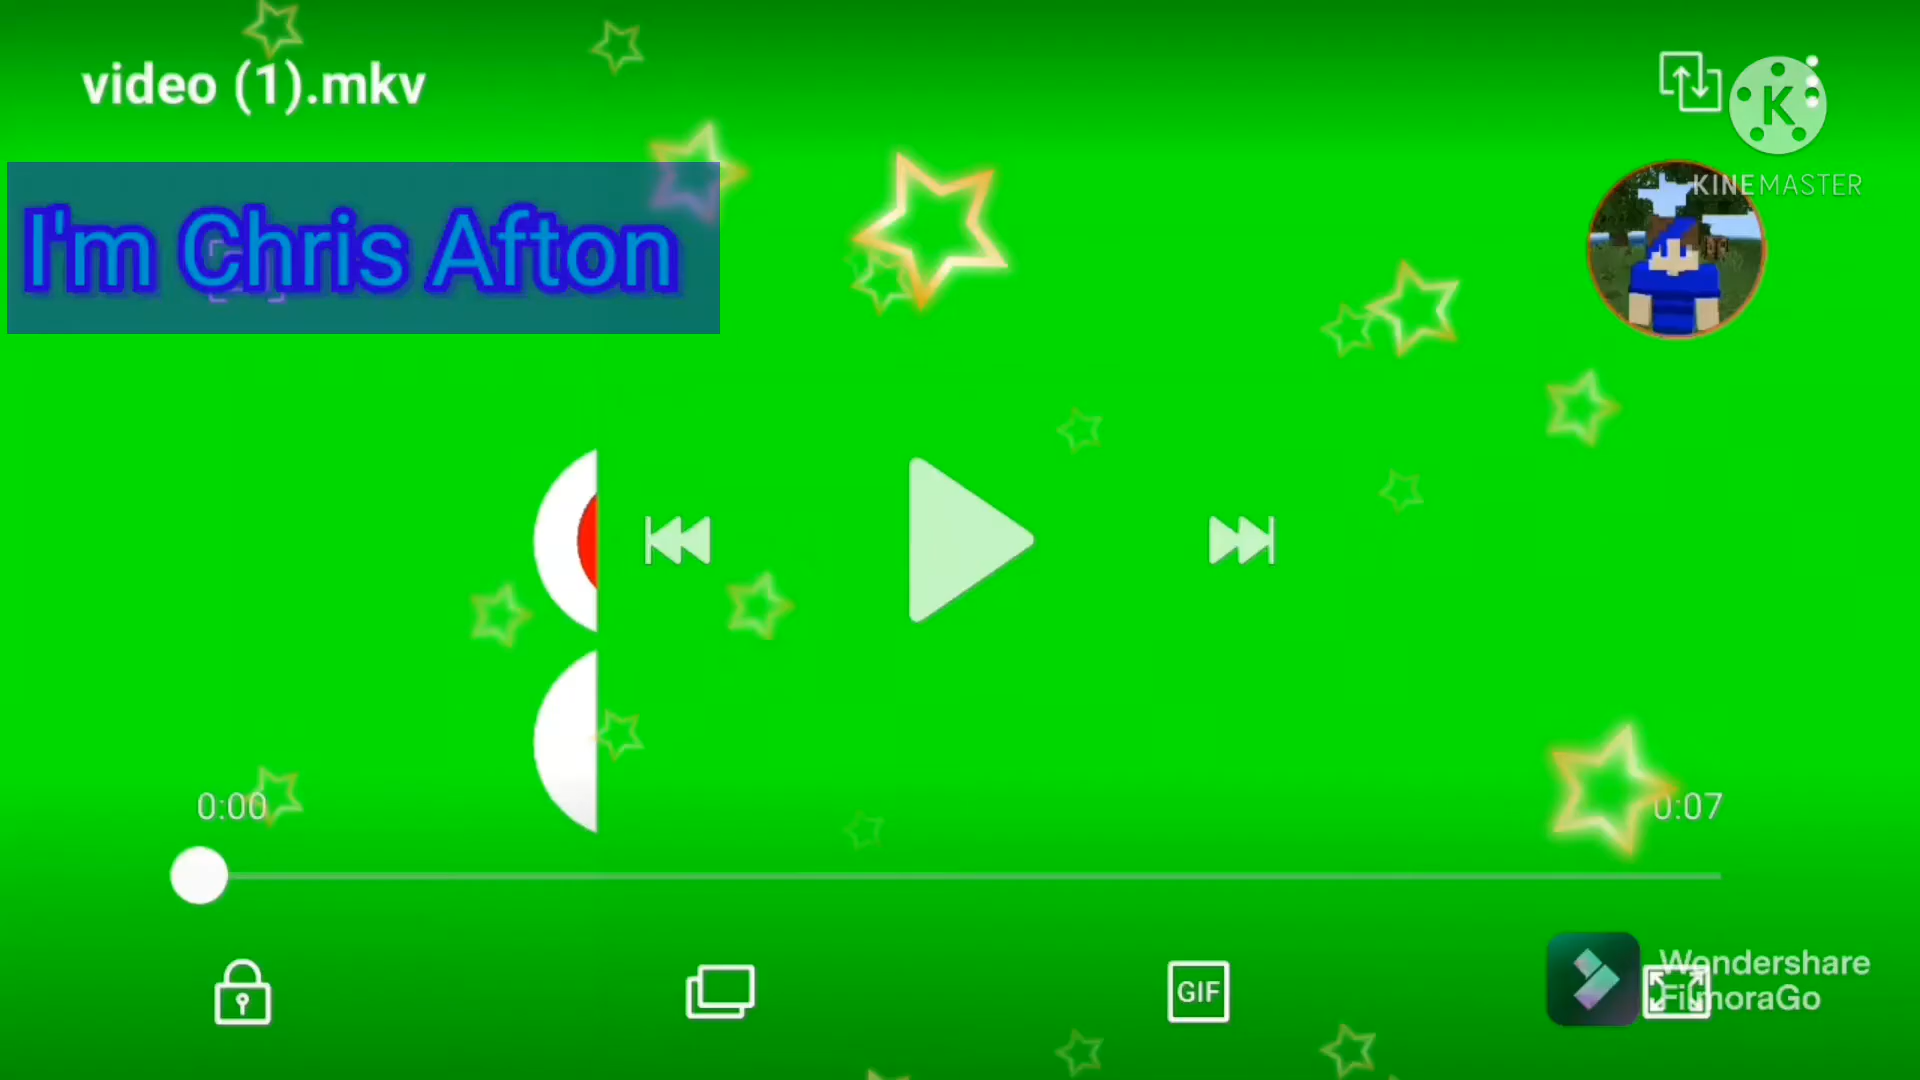 video (1).mkv
K
KINEMASTER
I'm Chris Afton
0:00
0:07
GIF
Wondershare
FilmoraGo